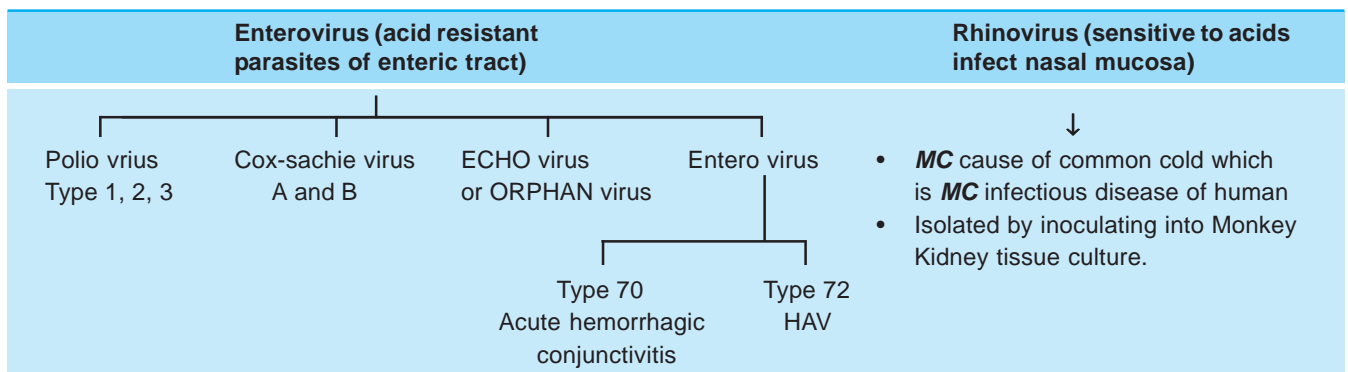 Enterovirus (acid resistant
parasites of enteric tract)
Rhinovirus (sensitive to acids
infect nasal mucosa)
Polio vrius
Type 1, 2, 3
Cox-sachie virus
A and B
ECHO virus
or ORPHAN virus
Entero virus
Type 70
Acute hemorrhagic
conjunctivitis
Type 72
HAV
↓
• MC cause of common cold which
is MC infectious disease of human
• Isolated by inoculating into Monkey
Kidney tissue culture.